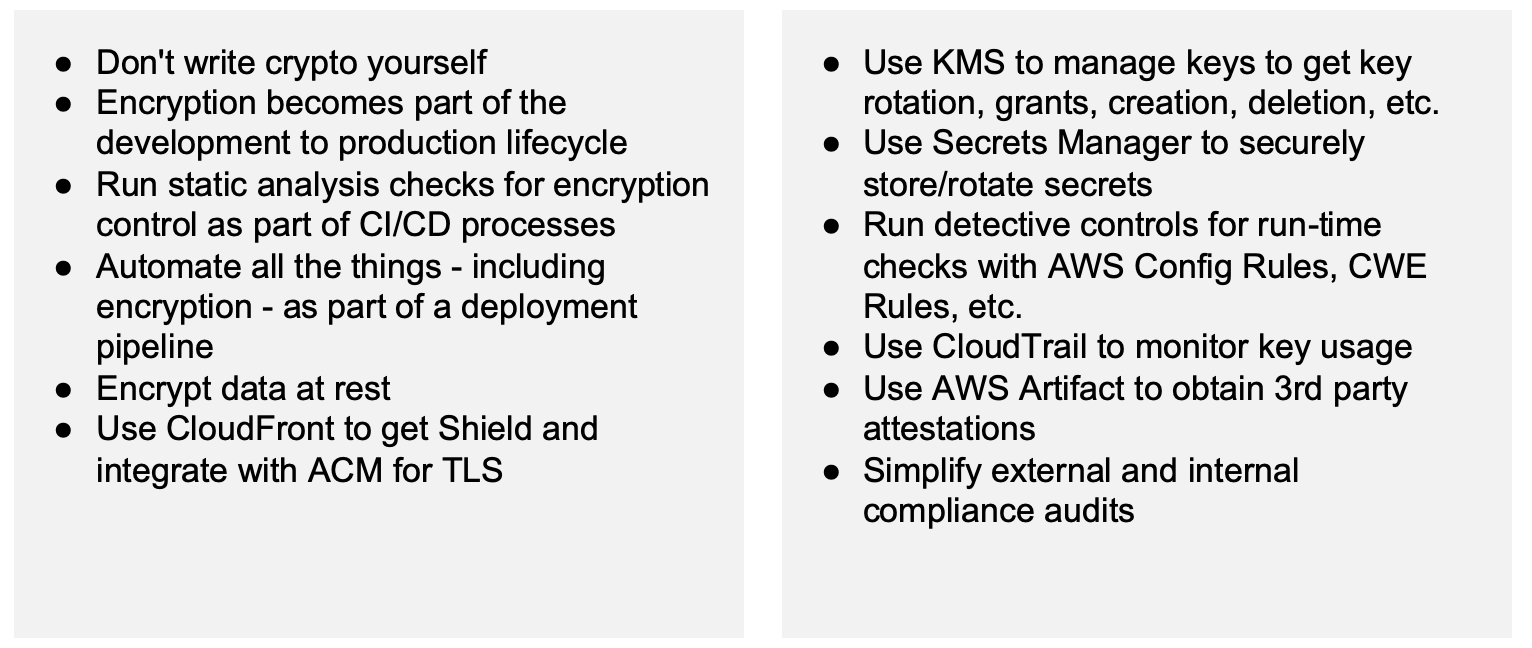 ● Don't write crypto yourself
● Encryption becomes part of the
development to production lifecycle
● Run static analysis checks for encryption
control as part of CI/CD processes
● Automate all the things - including
encryption - as part of a deployment
pipeline
● Encrypt data at rest
● Use CloudFront to get Shield and
integrate with ACM for TLS
● Use KMS to manage keys to get key
rotation, grants, creation, deletion, etc.
● Use Secrets Manager to securely
store/rotate secrets
● Run detective controls for run-time
checks with AWS Config Rules, CWE
Rules, etc.
● Use CloudTrail to monitor key usage
● Use AWS Artifact to obtain 3rd party
attestations
● Simplify external and internal
compliance audits